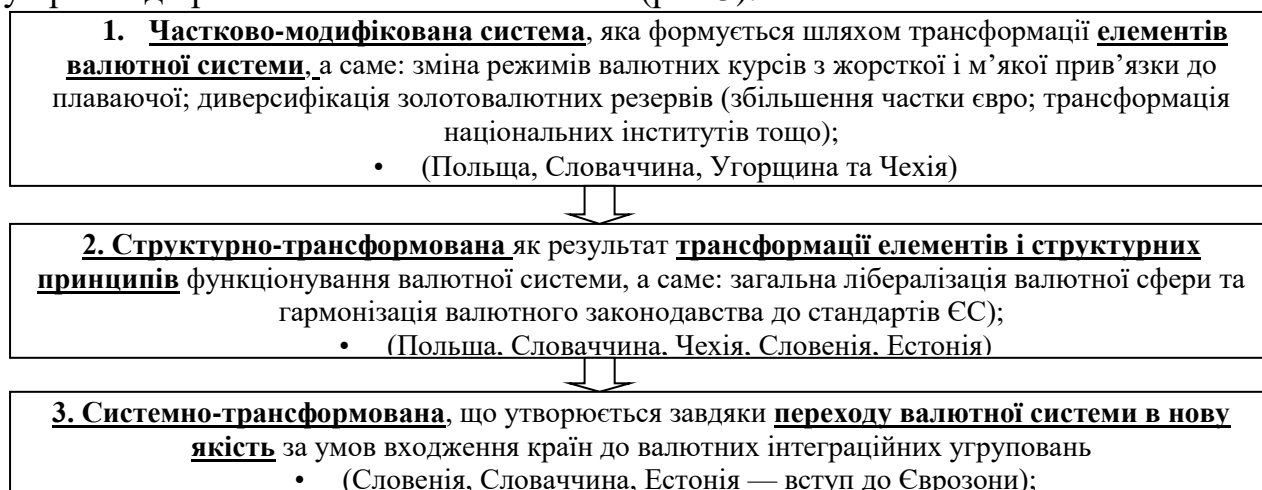 1. Частково-модифікована система, яка формується шляхом трансформації елементів
валютної системи, а саме: зміна режимів валютних курсів з жорсткої і м’якої прив’язки до
плаваючої; диверсифікація золотовалютних резервів (збільшення частки євро; трансформація
національних інститутів тощо);
• (Польща, Словаччина, Угорщина та Чехія)
2. Структурно-трансформована як результат трансформації елементів і структурних
принципів функціонування валютної системи, а саме: загальна лібералізація валютної сфери та
гармонізація валютного законодавства до стандартів ЄС);
• (Польша, Словаччина, Чехія, Словенія, Естонія)
3. Системно-трансформована, що утворюється завдяки переходу валютної системи в нову
якість за умов входження країн до валютних інтеграційних угруповань
• (Словенія, Словаччина, Естонія — вступ до Єврозони);